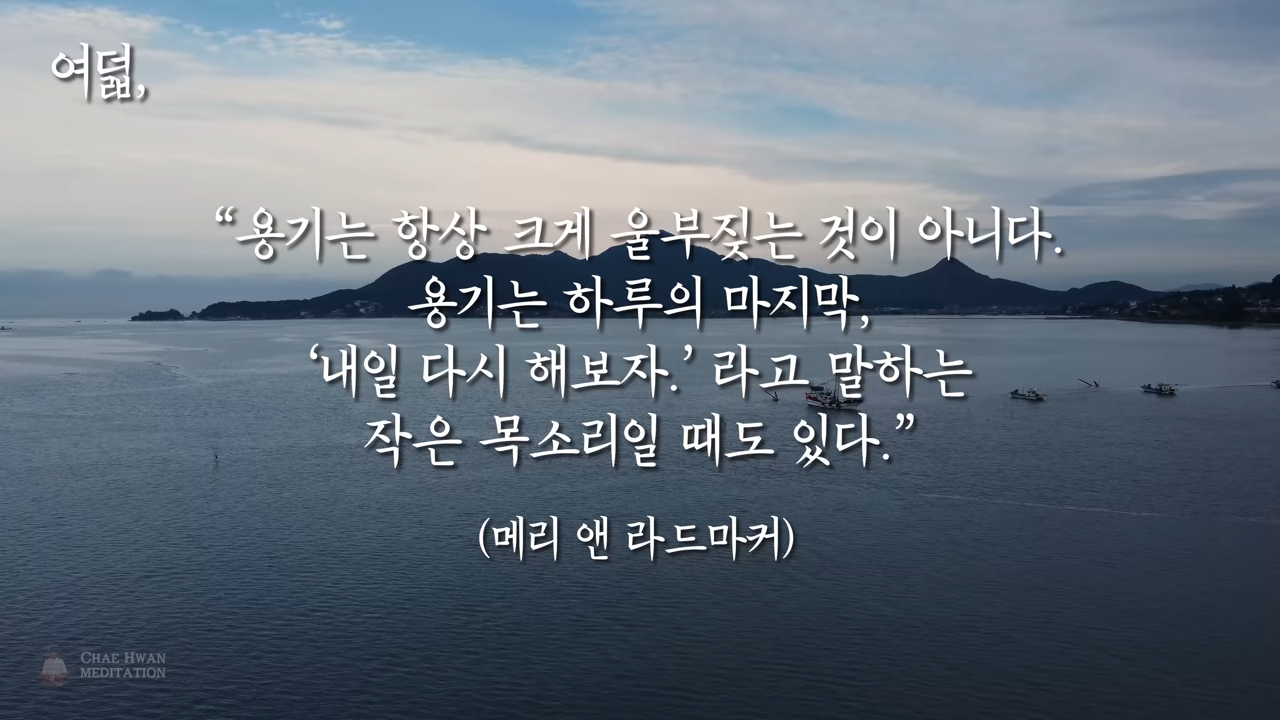 여덟,
“용기는 항상 크게 울부짖는 것이 아니다.
용기는 하루의 마지막,
‘내일 다시 해보자.’ 라고 말하는
작은 목소리일 때도 있다.”
(메리 앤 라드마커)
CHAE HWAN
MEDITATION